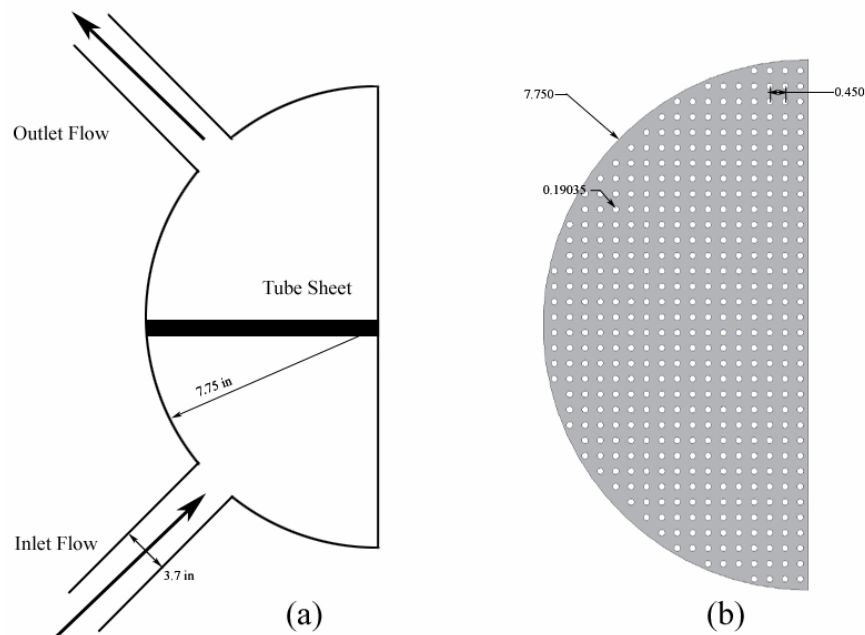 Outlet Flow
Tube Sheet
7.75 in
Inlet Flow
3.7 in
(a)
7.750
0.450
0.19035
(b)